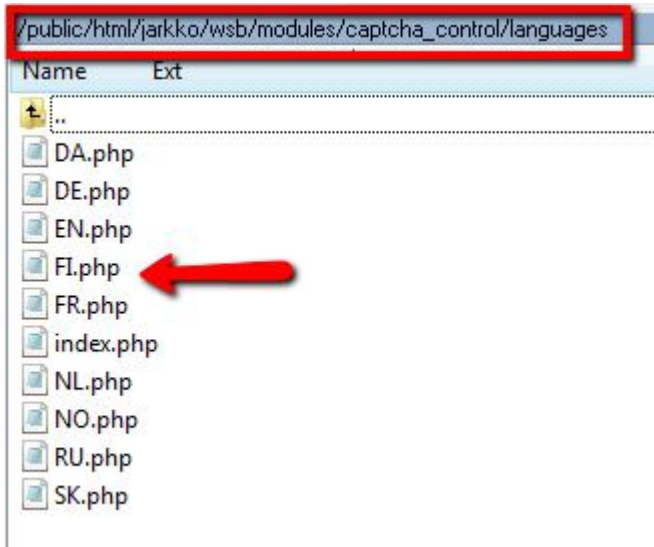 /public/html/jarkko/wsb/modules/captcha_control/languages
Name Ext
..
DA.php
DE.php
EN.php
FI.php
FR.php
index.php
NL.php
NO.php
RU.php
SK.php